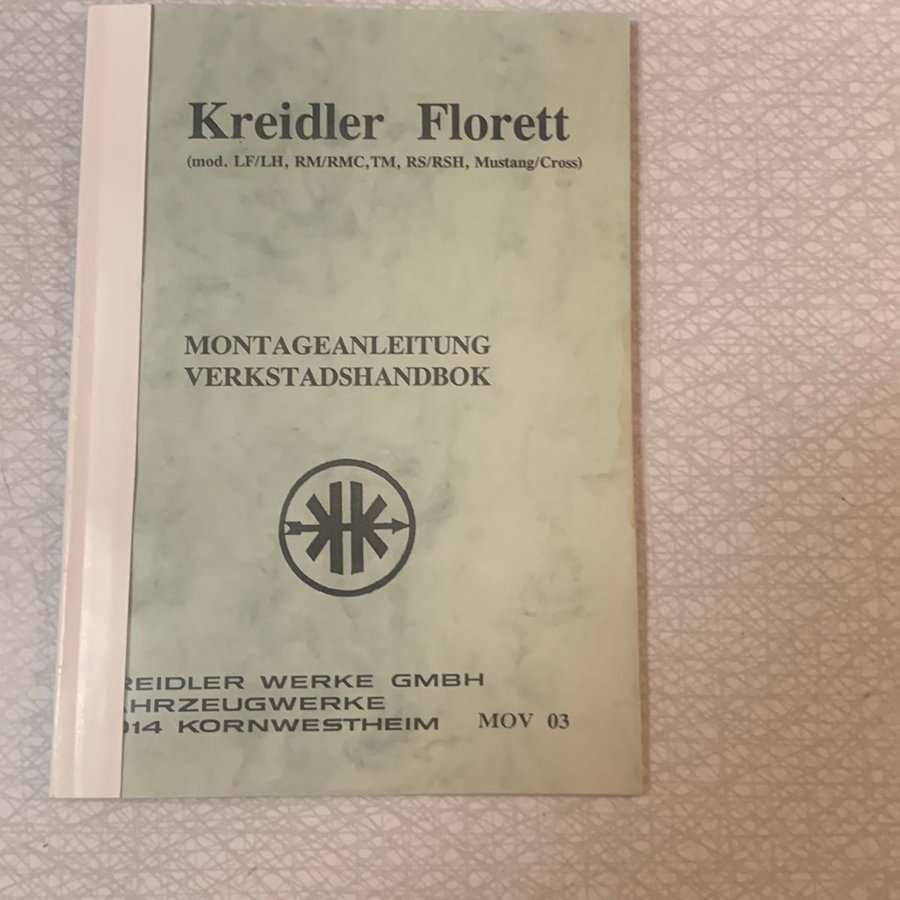 Kreidler Florett
(mod. LF/LH, RM/RMC,TM, RS/RSH, Mustang/Cross)
MONTAGEANLEITUNG
VERKSTADSHANDBOK
REIDLER WERKE GMBH
HRZEUGWERKE
014 KORNWESTHEIM MOV 03